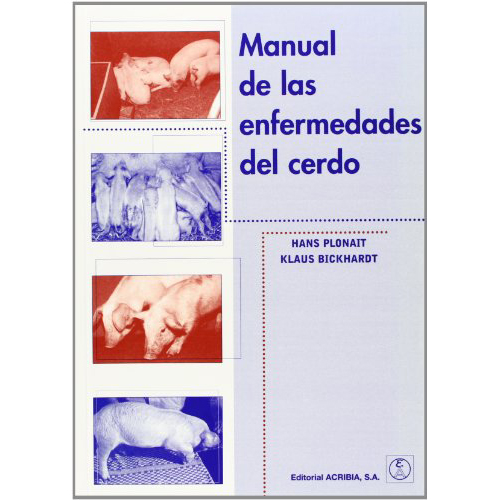 Manual
de las
enfermedades
del cerdo
HANS PLONAIT
KLAUS BICKHARDT
Editorial ACRIBIA, S.A.